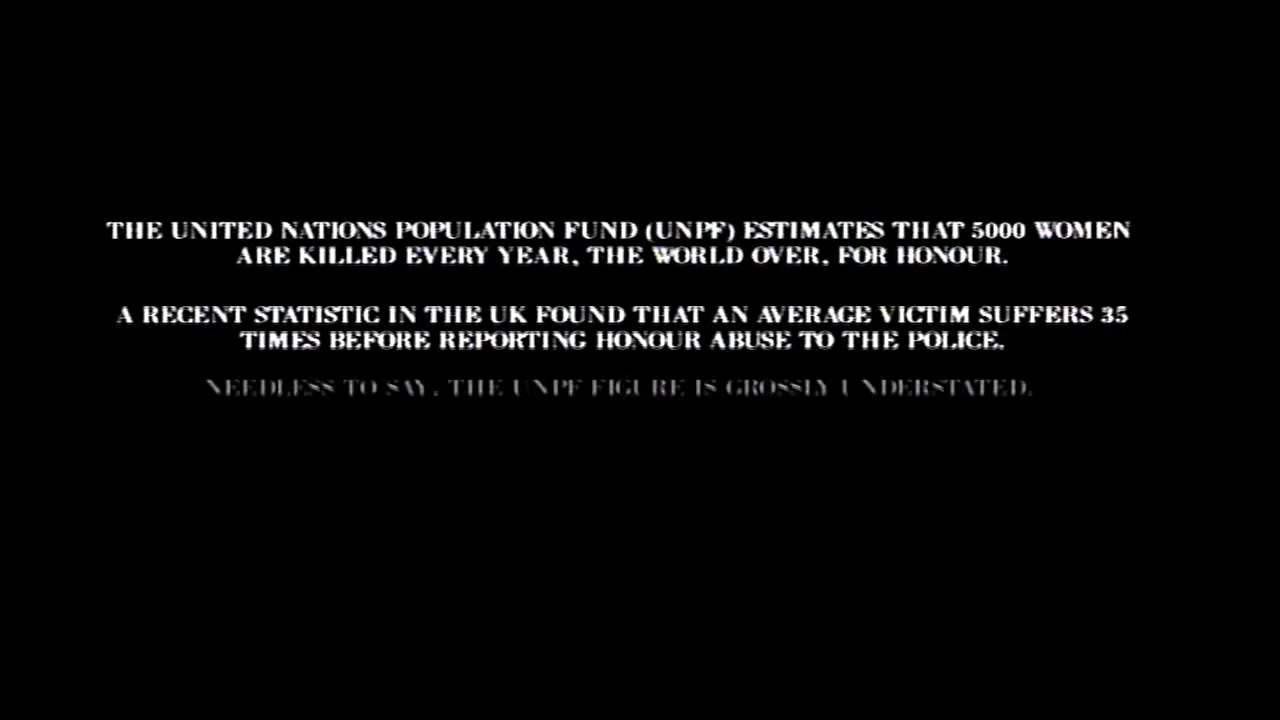 THE UNITED NATIONS POPULATION FUND (UNPF) ESTIMATES THAT 5000 WOMEN
ARE KILLED EVERY YEAR, THE WORLD OVER, FOR HONOUR.
A RECENT STATISTIC IN THE UK FOUND THAT AN AVERAGE VICTIM SUFFERS 35
TIMES BEFORE REPORTING HONOUR ABUSE TO THE POLICE.
NEEDLESS TO SAY, THE UNPF FIGURE IS GROSSLY UNDERSTATED.